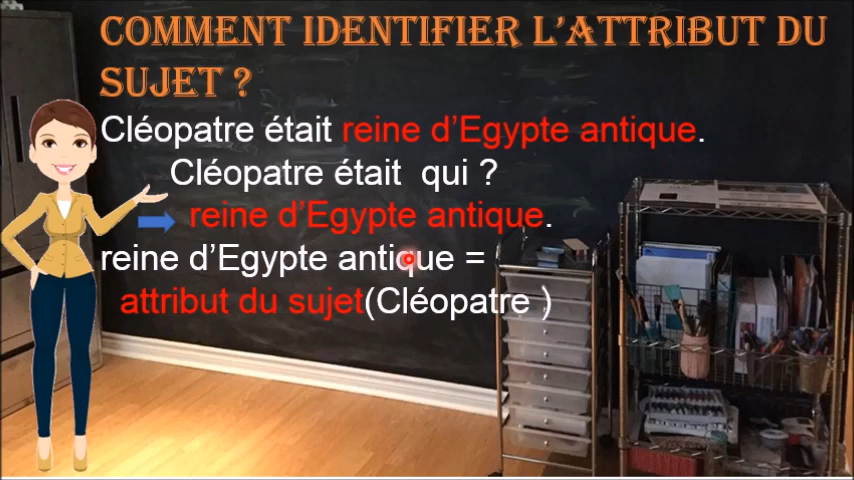 COMMENT IDENTIFIER L'ATTRIBUT DU
SUJET ?
Cléopatre était reine d'Egypte antique.
Cléopatre était qui ?
reine d'Egypte antique.
reine d'Egypte antique =
attribut du sujet(Cléopatre )